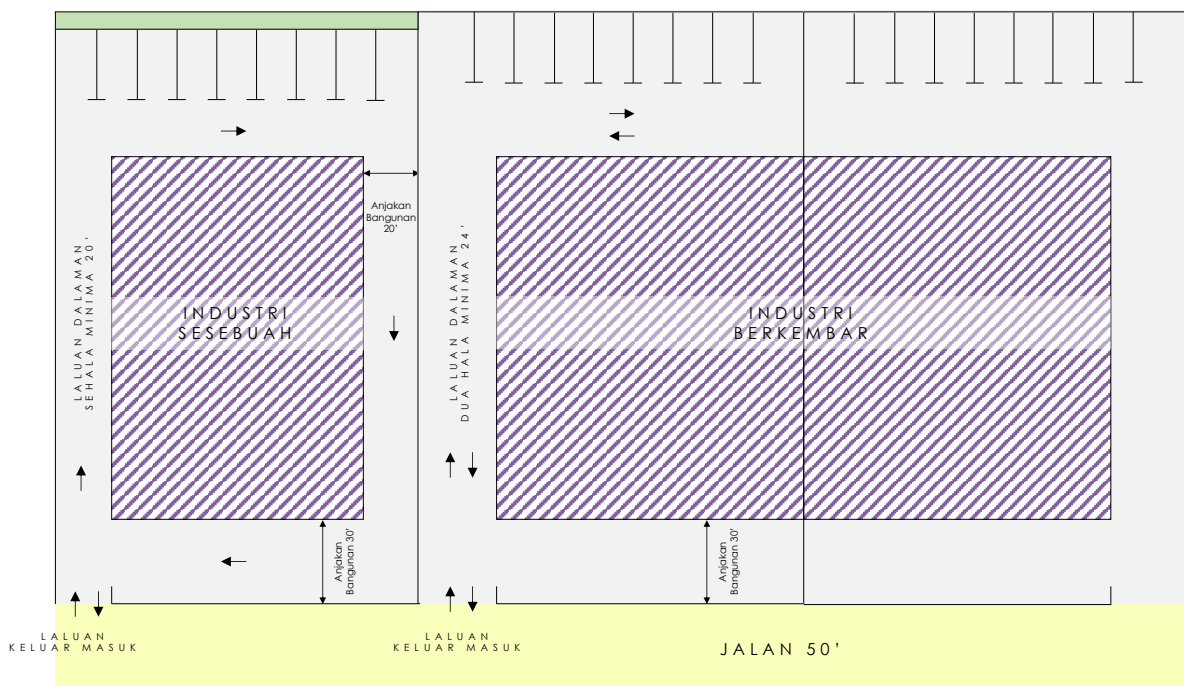 Anjakan
Bangunan
20'
LALUAN DALAMAN
SEHALA MINIMA 20'
INDUSTRI
SESEBUAH
Anjakan
Bangunan 30'
LALUAN
KELUAR MASUK
LALUAN DALAMAN
DUA HALA MINIMA 24'
INDUSTRI
BERKEMBAR
Anjakan
Bangunan 30'
LALUAN
KELUAR MASUK
JALAN 50'